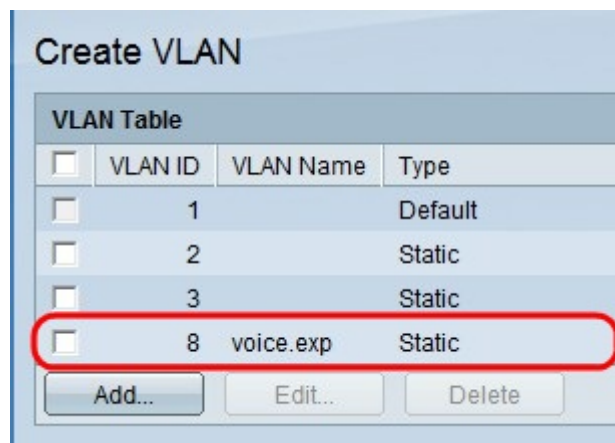 Create VLAN
VLAN Table
VLAN ID VLAN Name Type
1 Default
2 Static
3 Static
8 voice.exp Static
Add... Edit... Delete